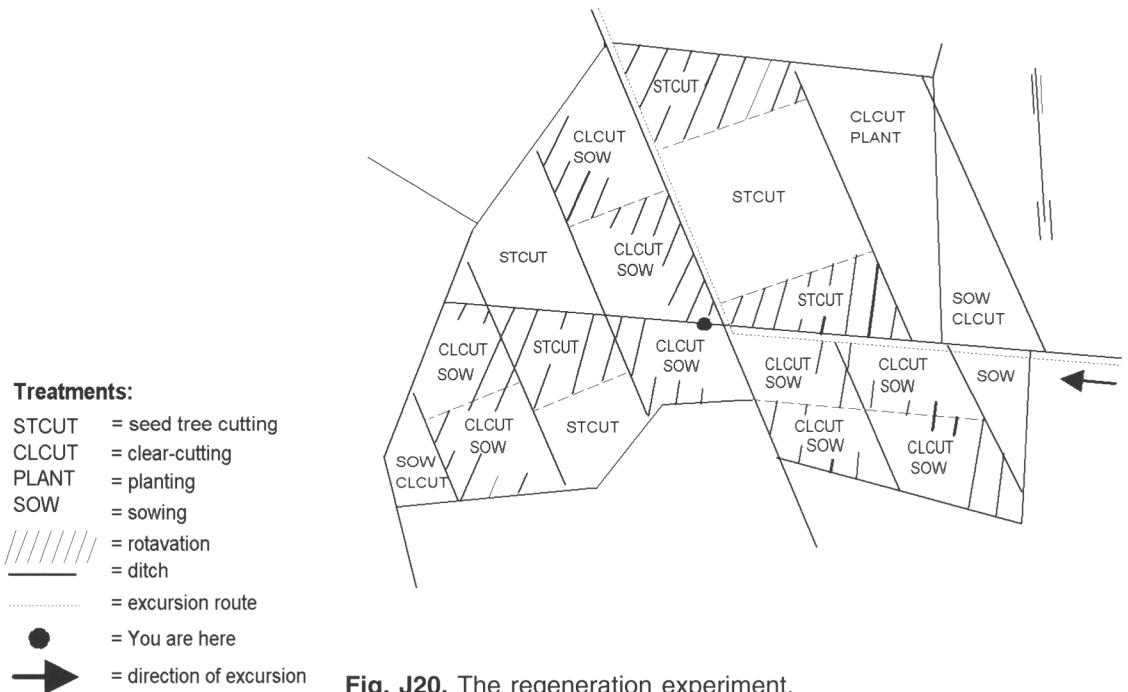 STCUT
CLCUT
PLANT
CLCUT
SOW
STCUT
CLCUT
SOW
STCUT
STCUT
SOW
CLCUT
CLCUT
SOW
STCUT
CLCUT
SOW
CLCUT
SOW
CLCUT
SOW
SOW
CLCUT
SOW
STCUT
CLCUT
SOW
CLCUT
SOW
SOW
CLCUT
Treatments:
STCUT = seed tree cutting
CLCUT = clear-cutting
PLANT = planting
SOW = sowing
= rotavation
= ditch
= excursion route
= You are here
= direction of excursion
Fig. J20. The regeneration experiment.